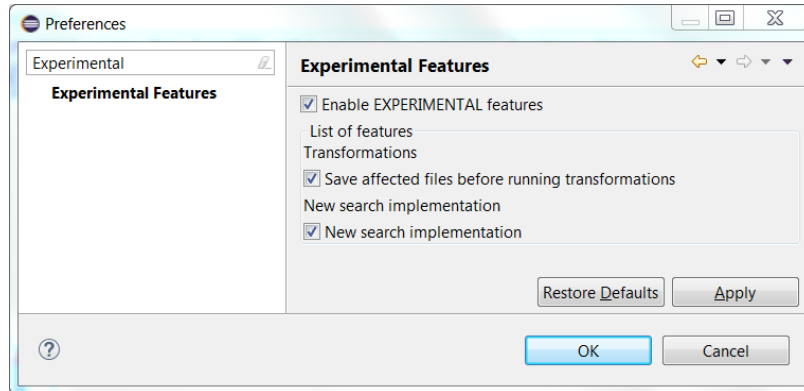 Preferences
Experimental
Experimental Features
Experimental Features
Enable EXPERIMENTAL features
List of features
Transformations
Save affected files before running transformations
New search implementation
New search implementation
Restore Defaults
Apply
?
OK
Cancel